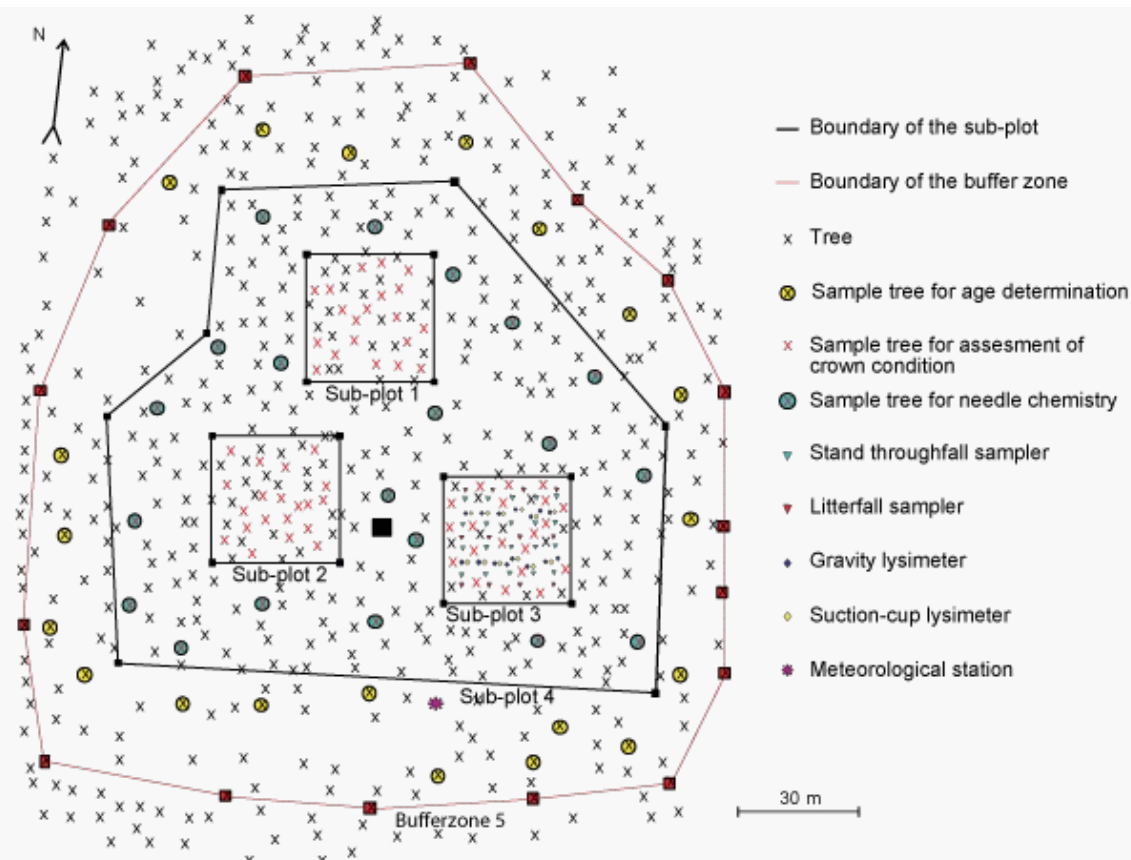 N
Boundary of the sub-plot
Boundary of the buffer zone
Tree
Sample tree for age determination
Sample tree for assesment of
crown condition
Sample tree for needle chemistry
Stand throughfall sampler
Litterfall sampler
Gravity lysimeter
Suction-cup lysimeter
Meteorological station
Sub-plot 1
Sub-plot 2
Sub-plot 3
Sub-plot 4
Bufferzone 5
30 m